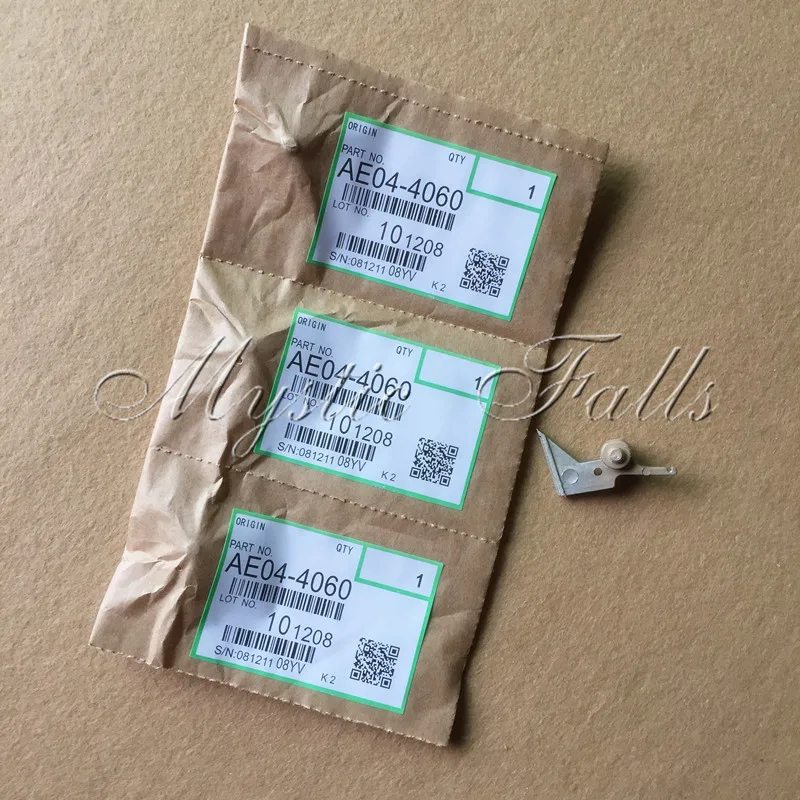 ORIGIN
PART NO. QTY 1
AE04-4060
LOT NO.
101208
S/N:081211 08YV K2
Mystic Falls
ORIGIN
PART NO. QTY 1
AE04-4060
LOT NO.
101208
S/N:081211 08YV K2
ORIGIN
PART NO. QTY 1
AE04-4060
LOT NO.
101208
S/N:081211 08YV K2